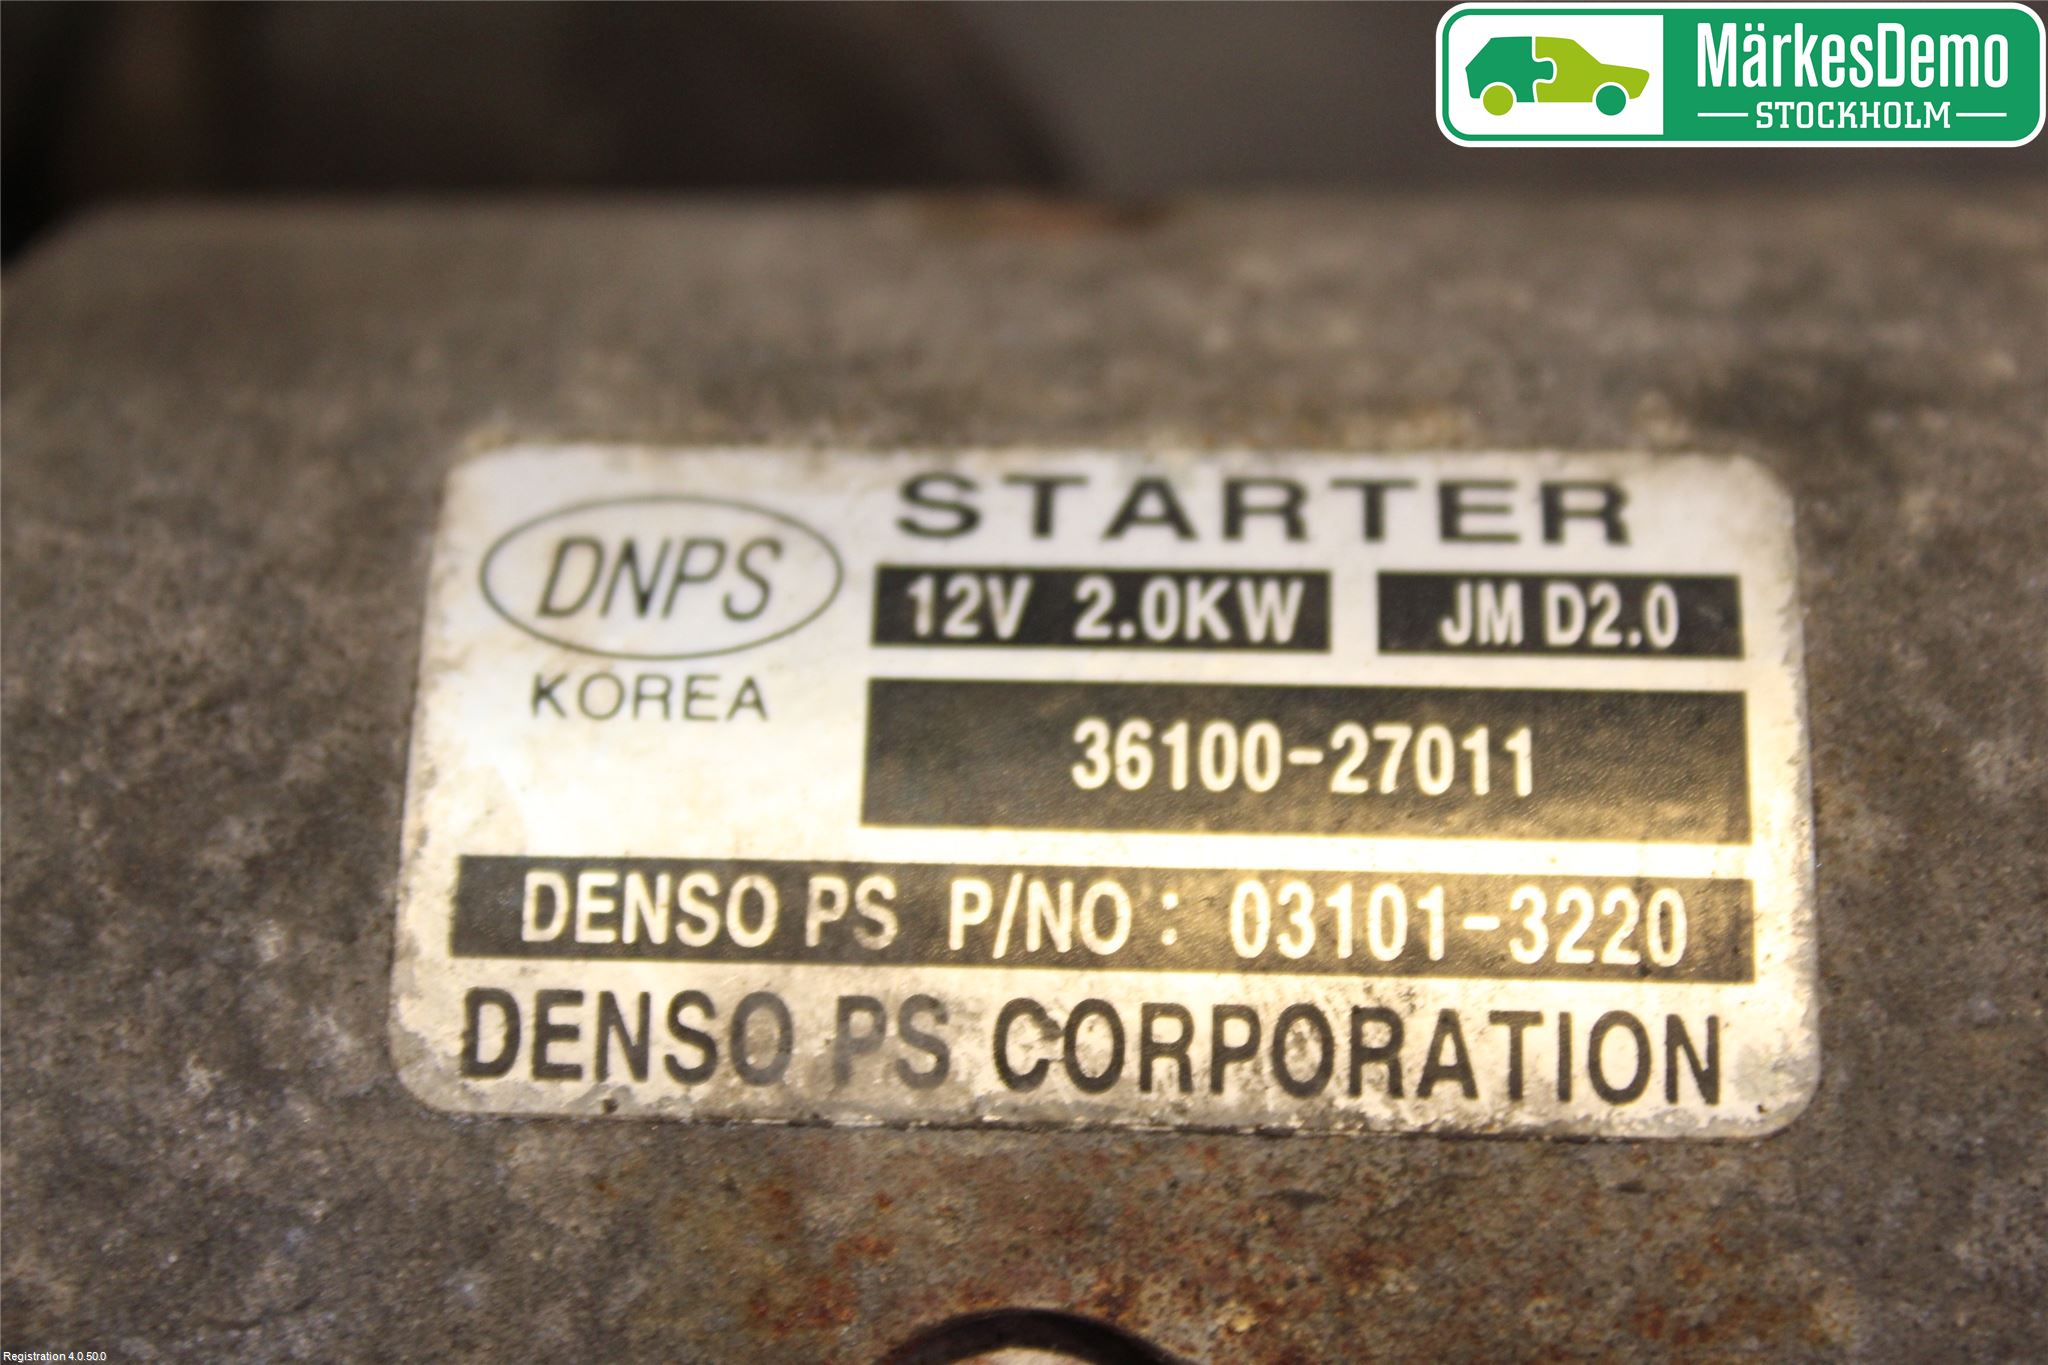 MärkesDemo
STOCKHOLM
STARTER
DNPS
12V 2.0KW JM D2.0
KOREA
36100-27011
DENSO PS P/NO: 03101-3220
DENSO PS CORPORATION
Registration 4.0.50.0